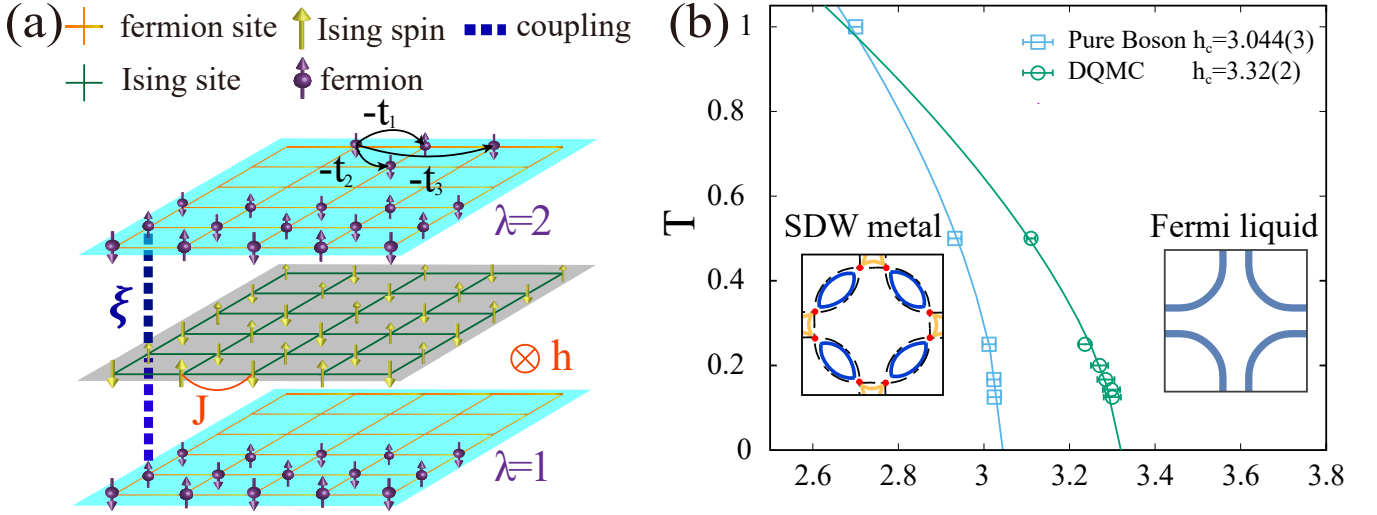 (a) fermion site Ising spin coupling
Ising site fermion
-t₁
-t₂
-t₃
λ=2
ξ
⊗ h
J
λ=1
(b)
Pure Boson h_c=3.044(3)
DQMC h_c=3.32(2)
T
1
0.8
0.6
0.4
0.2
0
SDW metal
Fermi liquid
2.6 2.8 3 3.2 3.4 3.6 3.8